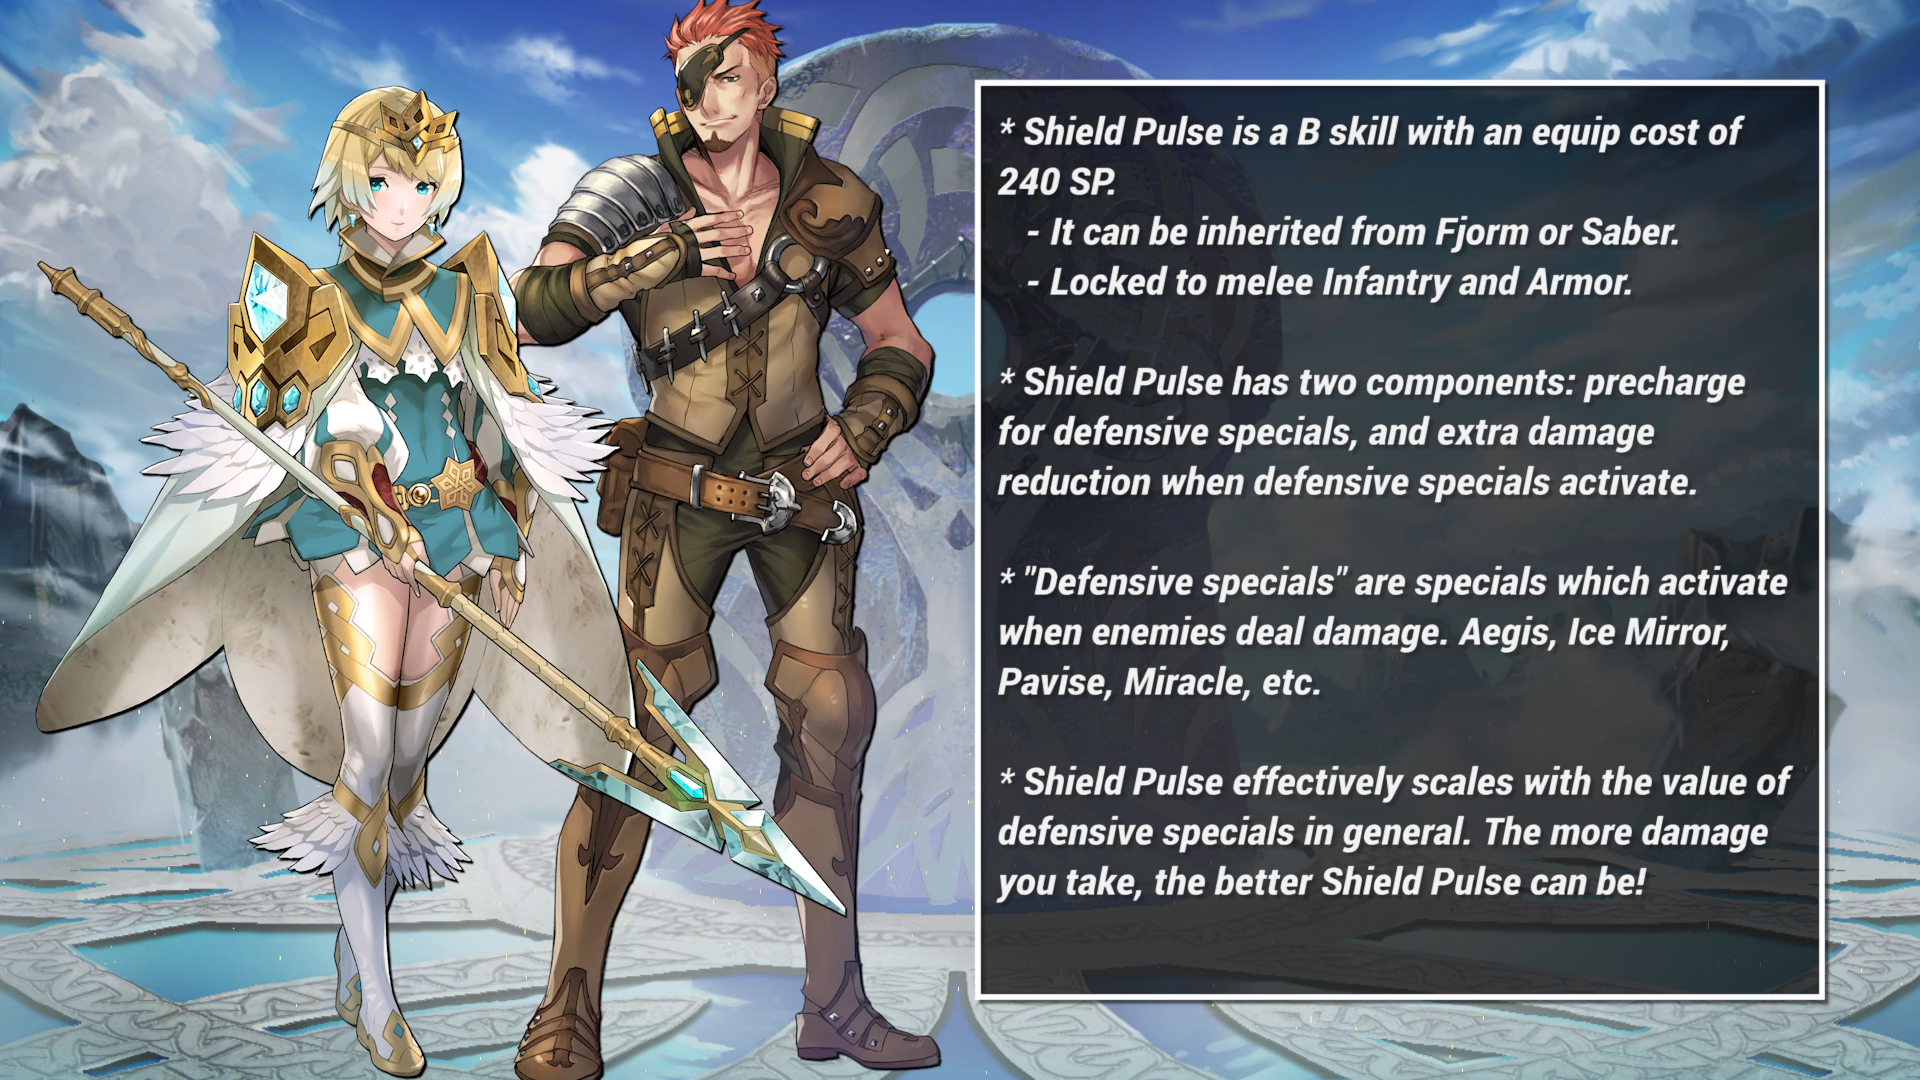 * Shield Pulse is a B skill with an equip cost of
240 SP.
- It can be inherited from Fjorm or Saber.
- Locked to melee Infantry and Armor.
* Shield Pulse has two components: precharge
for defensive specials, and extra damage
reduction when defensive specials activate.
* "Defensive specials" are specials which activate
when enemies deal damage. Aegis, Ice Mirror,
Pavise, Miracle, etc.
* Shield Pulse effectively scales with the value of
defensive specials in general. The more damage
you take, the better Shield Pulse can be!